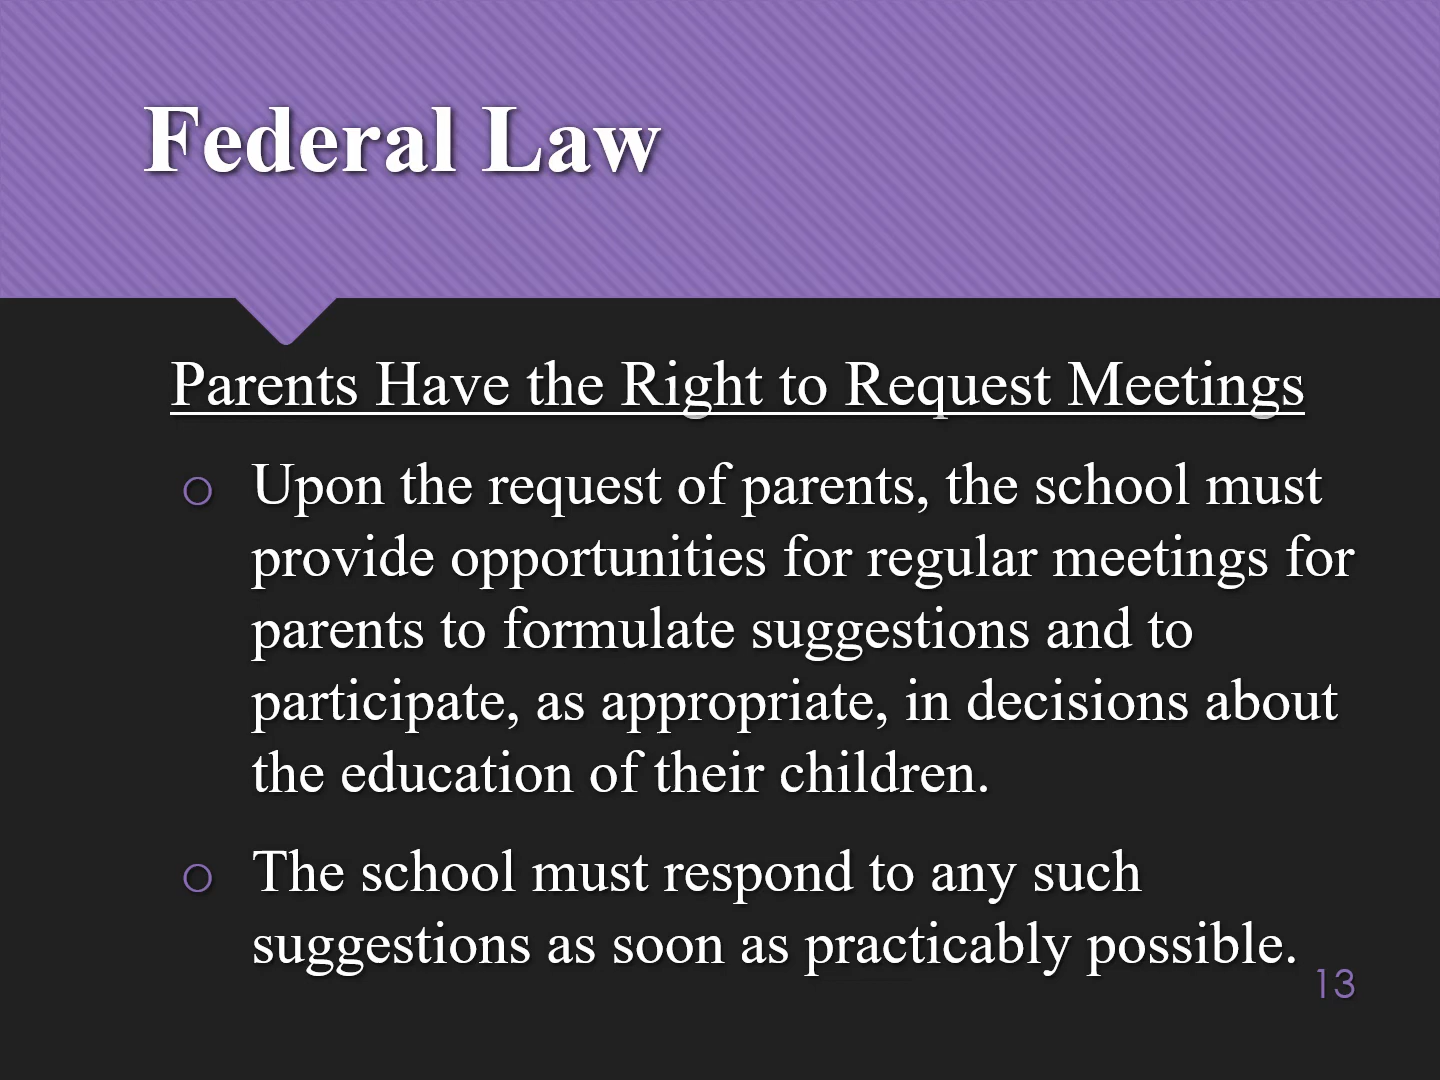 Federal Law
Parents Have the Right to Request Meetings
o Upon the request of parents, the school must
provide opportunities for regular meetings for
parents to formulate suggestions and to
participate, as appropriate, in decisions about
the education of their children.
o The school must respond to any such
suggestions as soon as practicably possible.
13